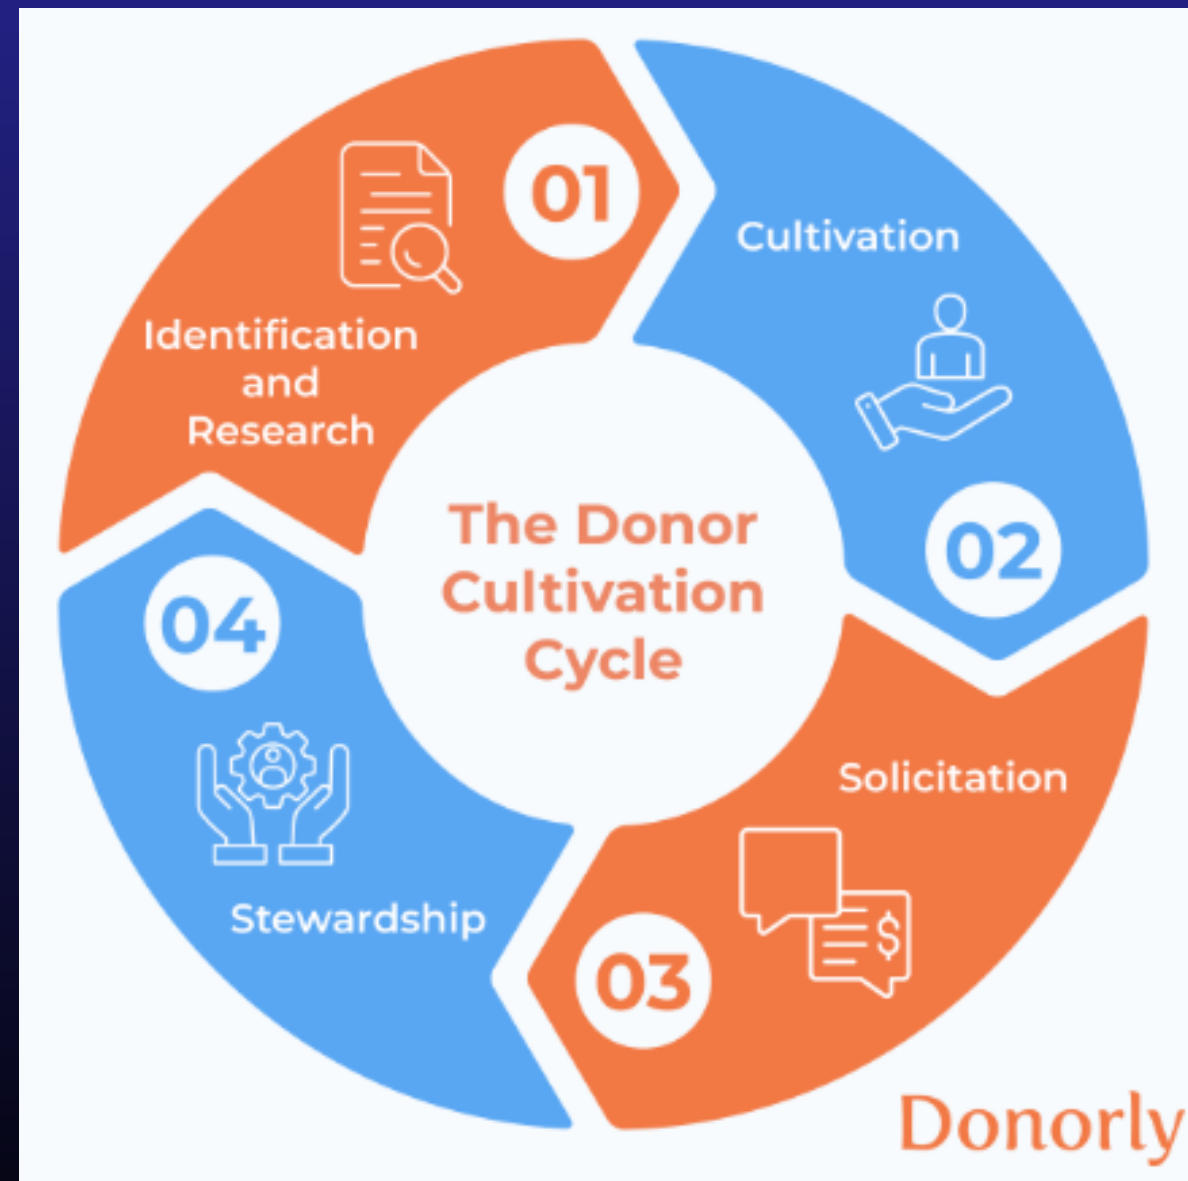 01
Identification
and
Research
Cultivation
02
The Donor
Cultivation
Cycle
Solicitation
$
03
04
Stewardship
Donorly